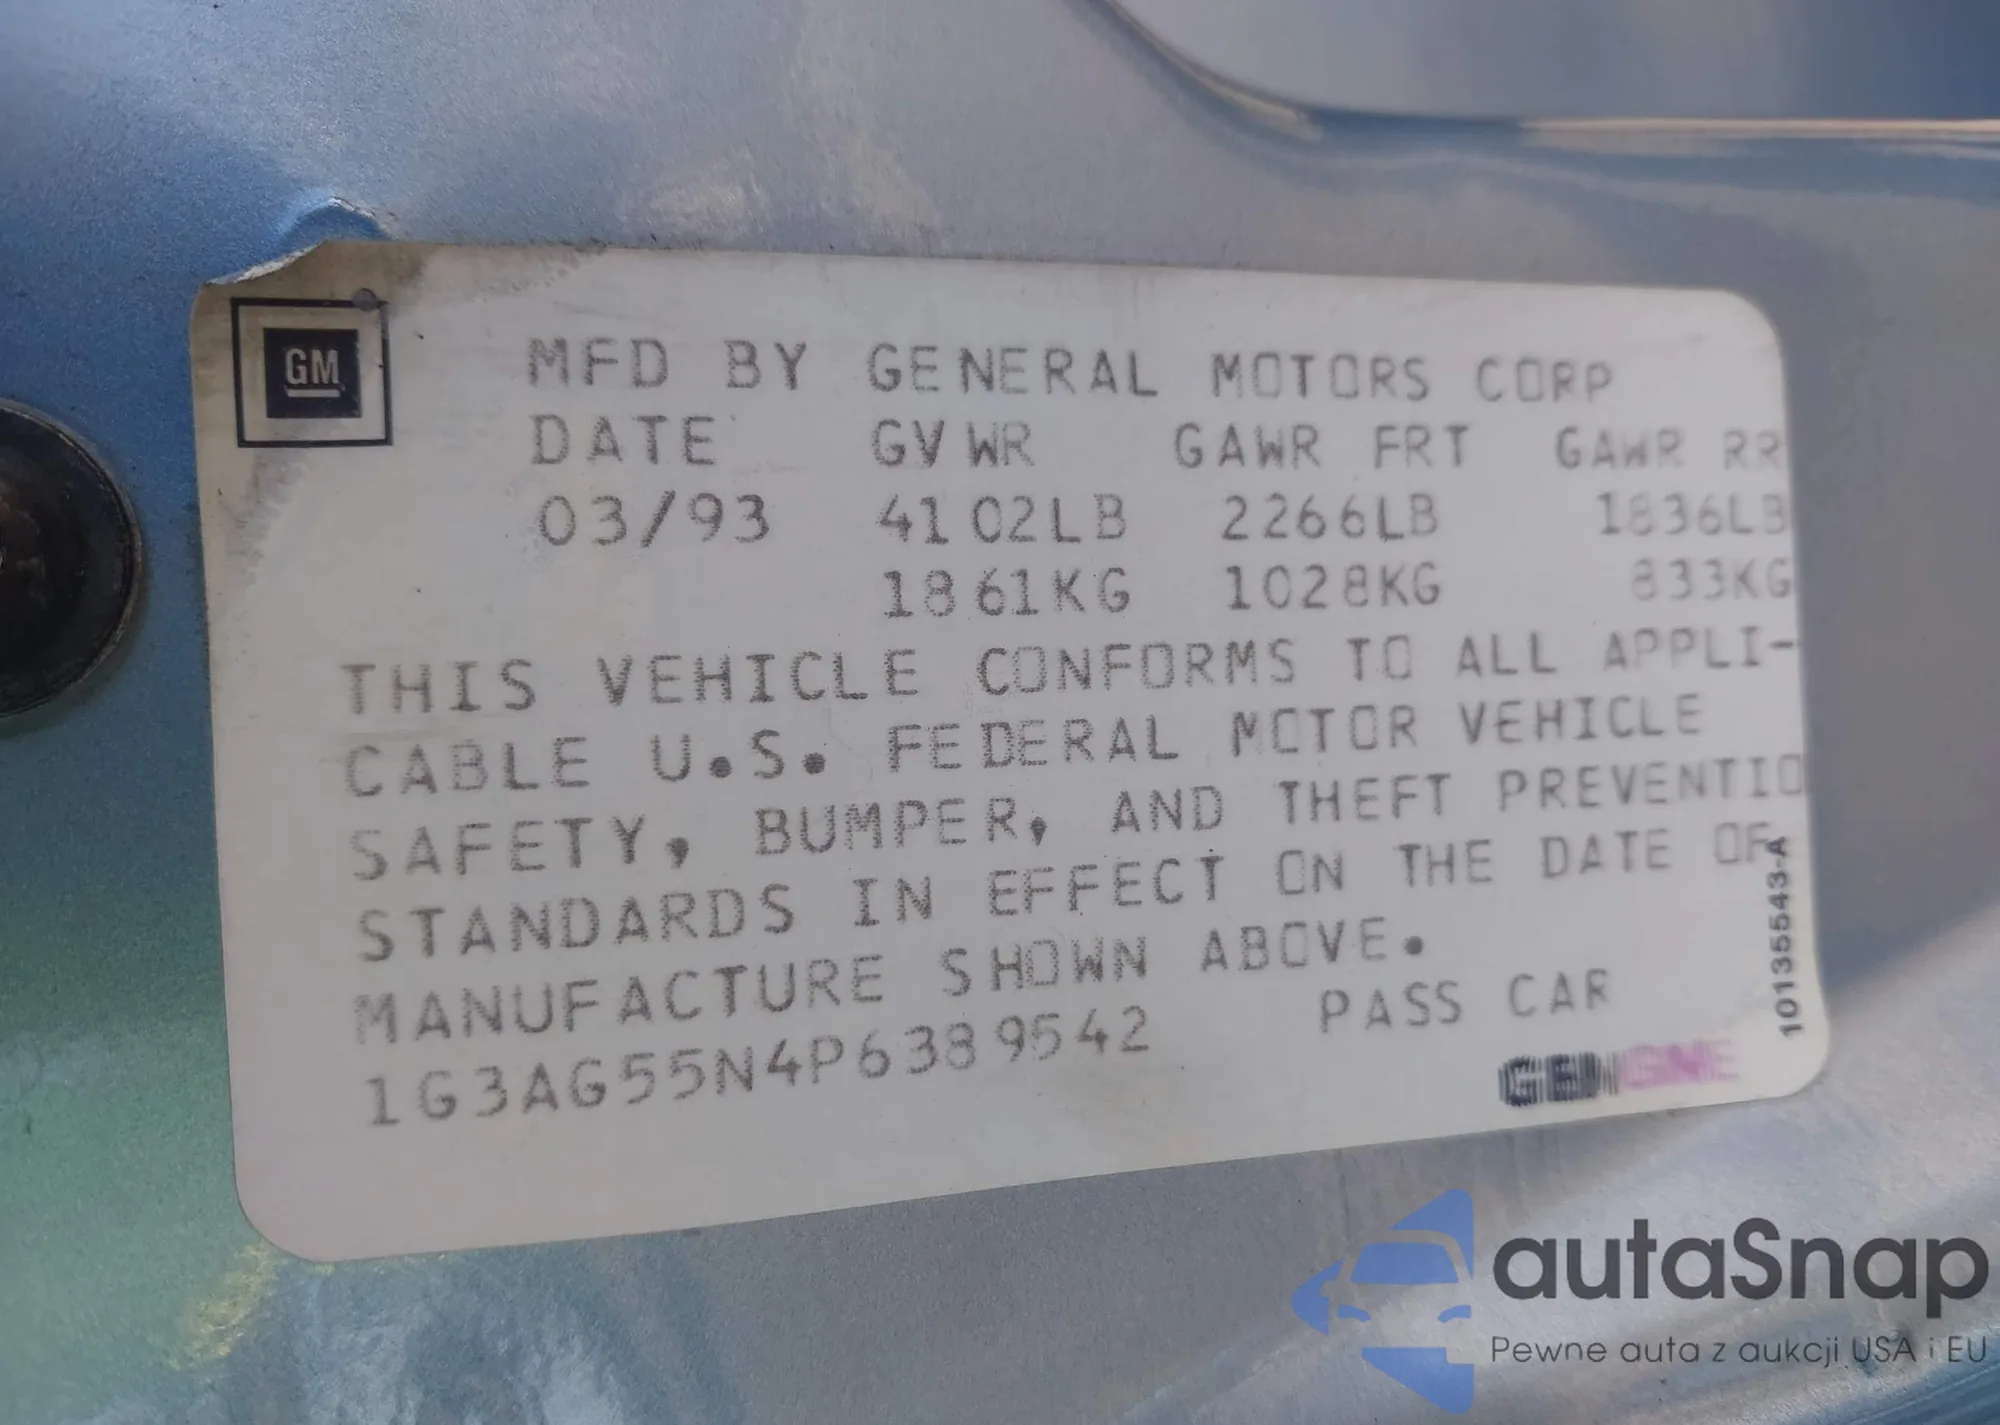 GM
MFD BY GENERAL MOTORS CORP
DATE GVWR GAWR FRT GAWR RR
03/93 4102LB 2266LB 1836LB
1861KG 1028KG 833KG
THIS VEHICLE CONFORMS TO ALL APPLI-
CABLE U.S. FEDERAL MOTOR VEHICLE
SAFETY, BUMPER, AND THEFT PREVENTIO
STANDARDS IN EFFECT ON THE DATE OF
MANUFACTURE SHOWN ABOVE.
1G3AG55N4P6389542 PASS CAR
10135543-A
autaSnap
Pewne auta z aukcji USA i EU